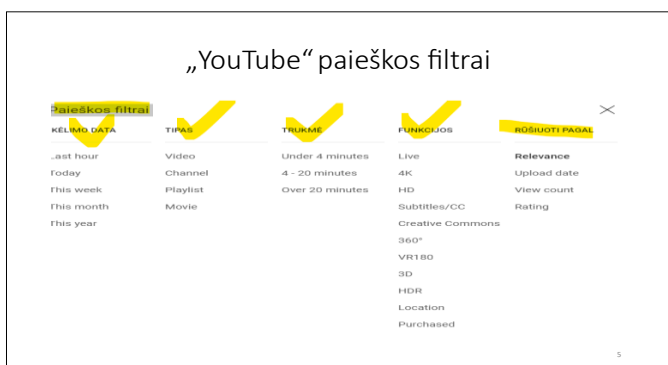 „YouTube“ paieškos filtrai
Paieškos filtrai
KĖLIMO DATA TIPAS TRUKMĖ FUNKCIJOS RŪŠIUOTI PAGAL
Last hour Video Under 4 minutes Live Relevance
Today Channel 4 - 20 minutes 4K Upload date
This week Playlist Over 20 minutes HD View count
This month Movie Subtitles/CC Rating
This year Creative Commons
360°
VR180
3D
HDR
Location
Purchased
5